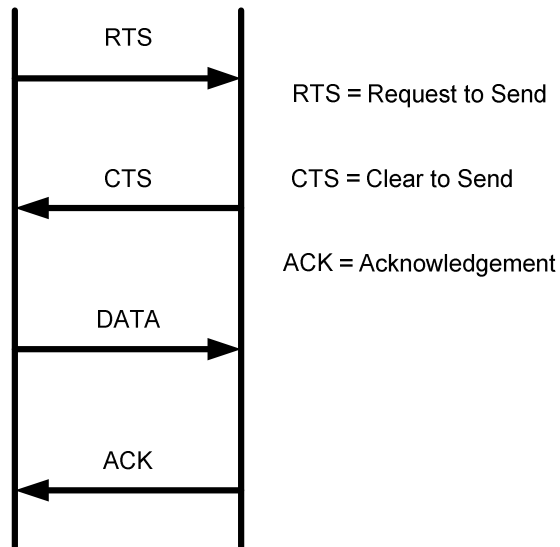 RTS
RTS = Request to Send
CTS
CTS = Clear to Send
ACK = Acknowledgement
DATA
ACK